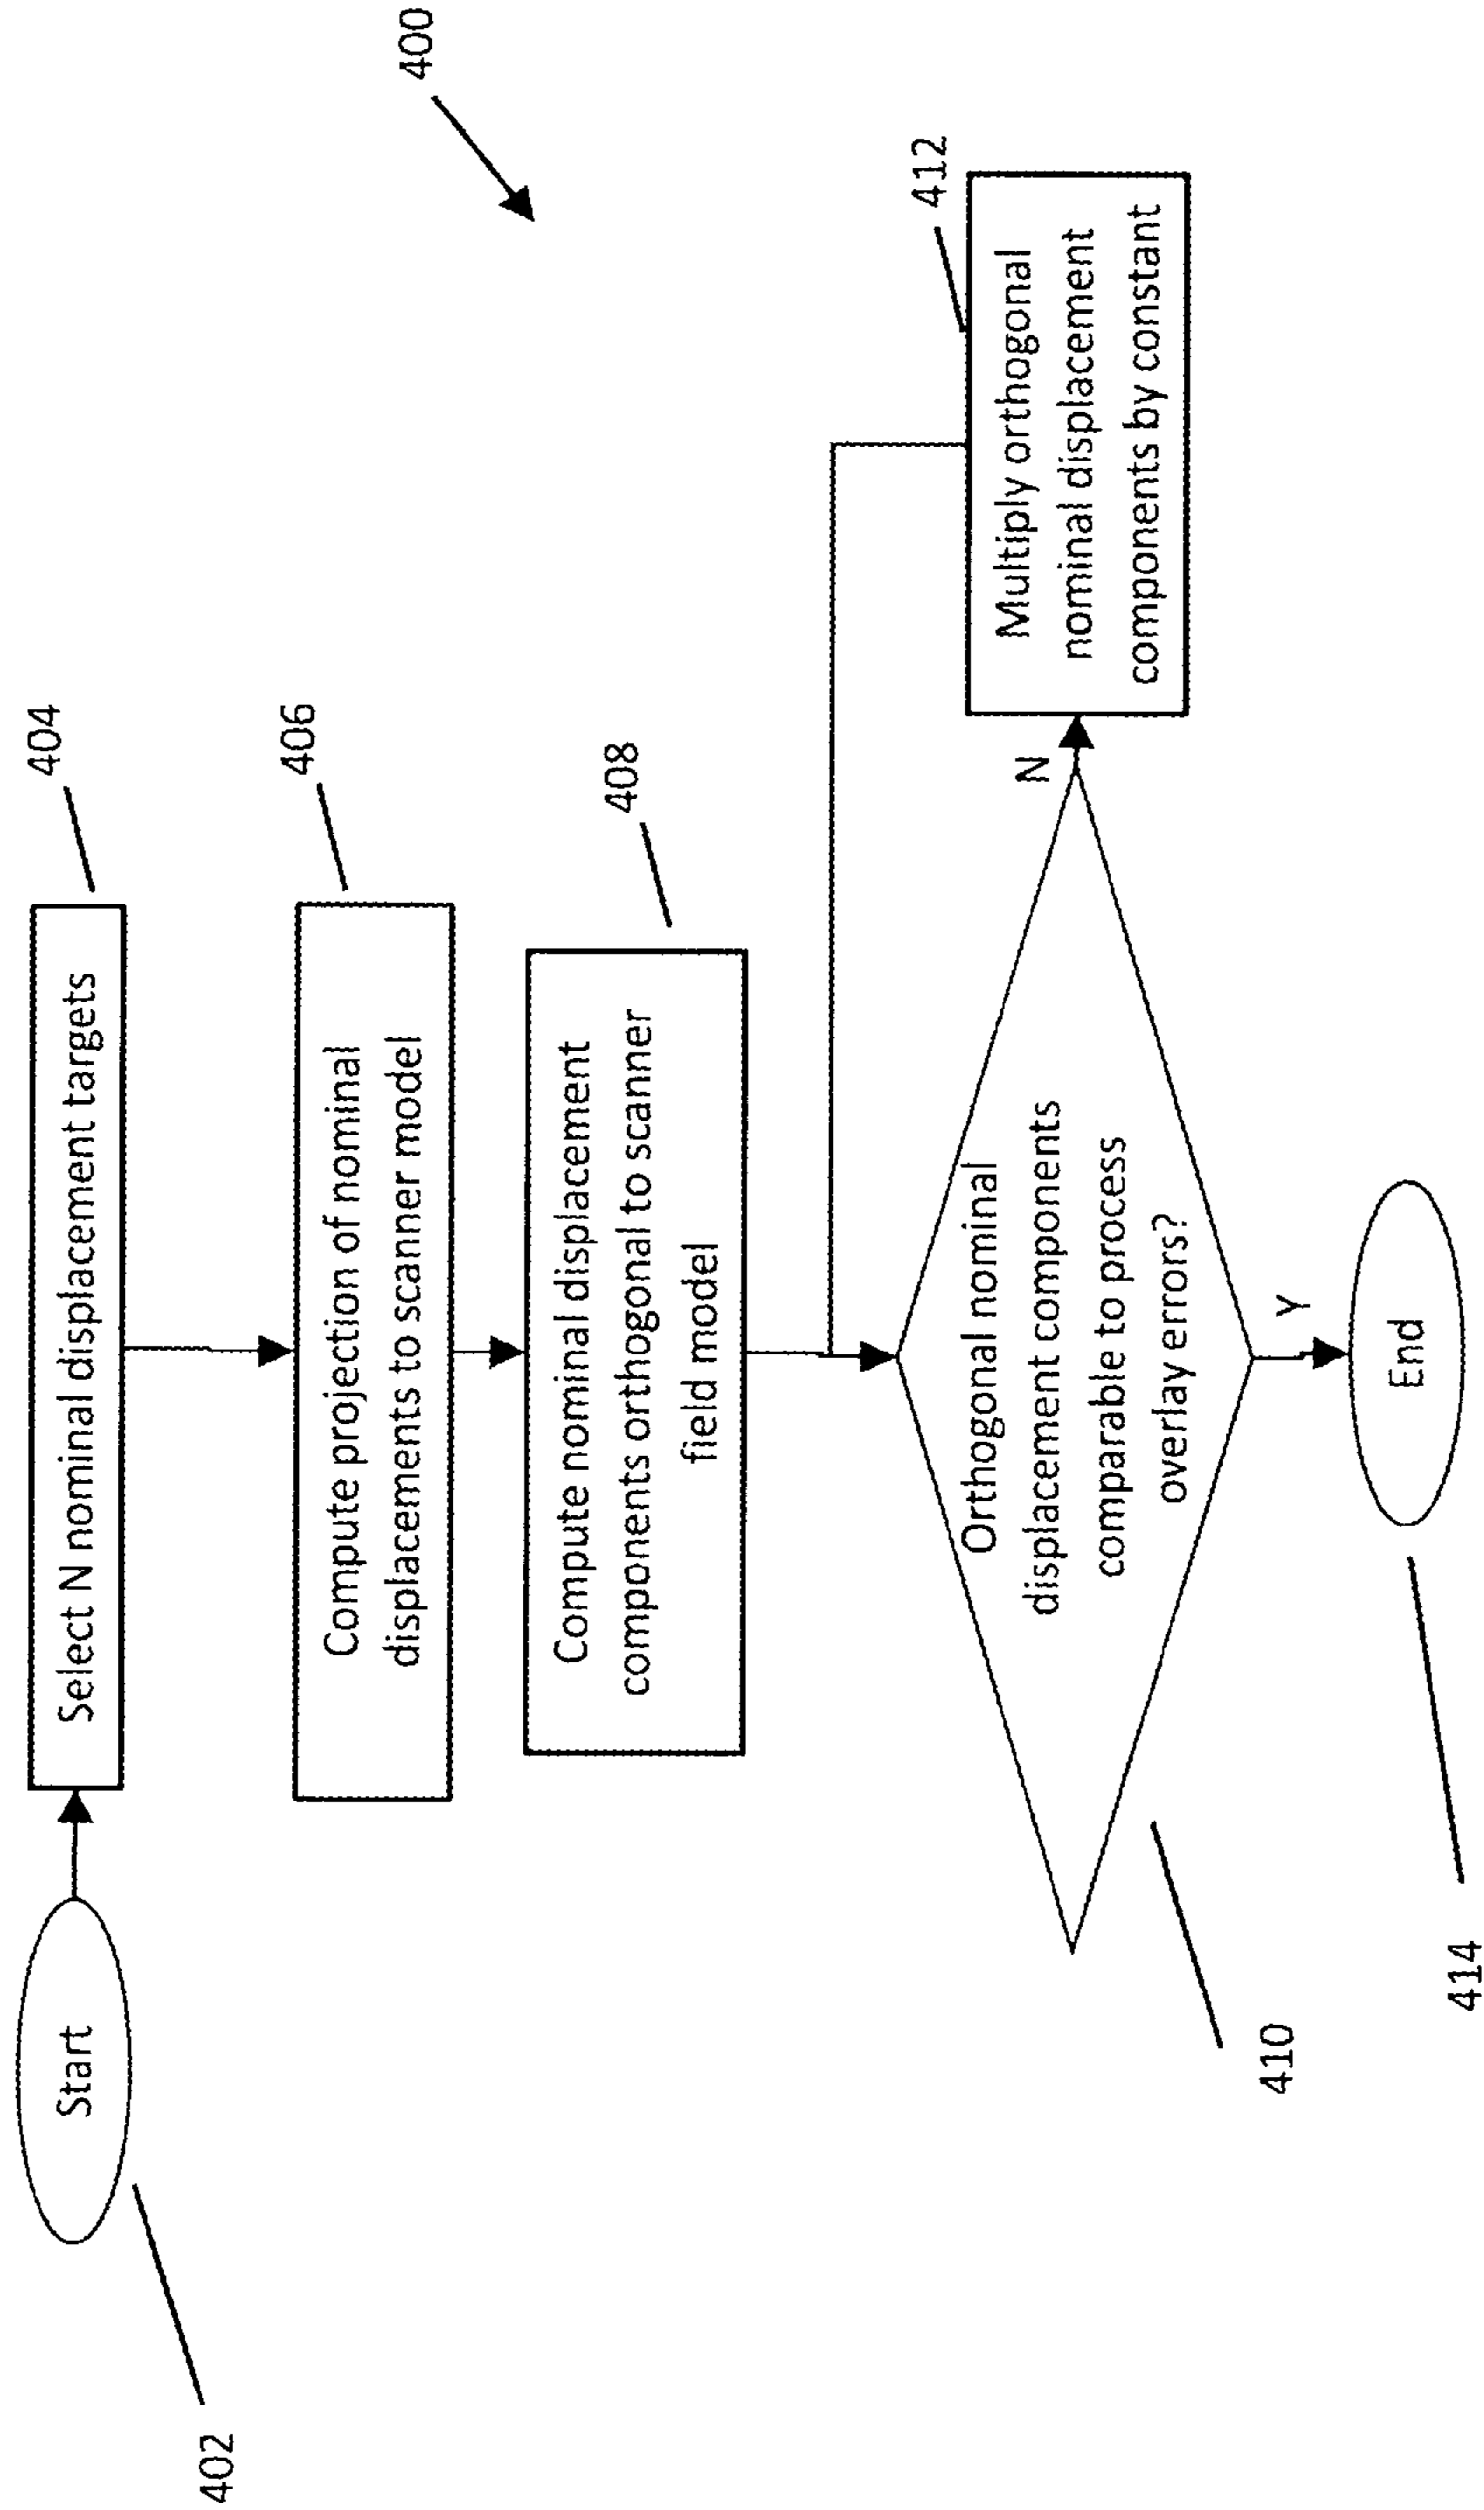 400
402
Start
Select N nominal displacement targets
404
Compute projection of nominal
displacements to scanner model
406
Compute nominal displacement
components orthogonal to scanner
field model
408
Orthogonal nominal
displacement components
comparable to process
overlay errors?
410
N
Multiply orthogonal
nominal displacement
components by constant
412
Y
End
414